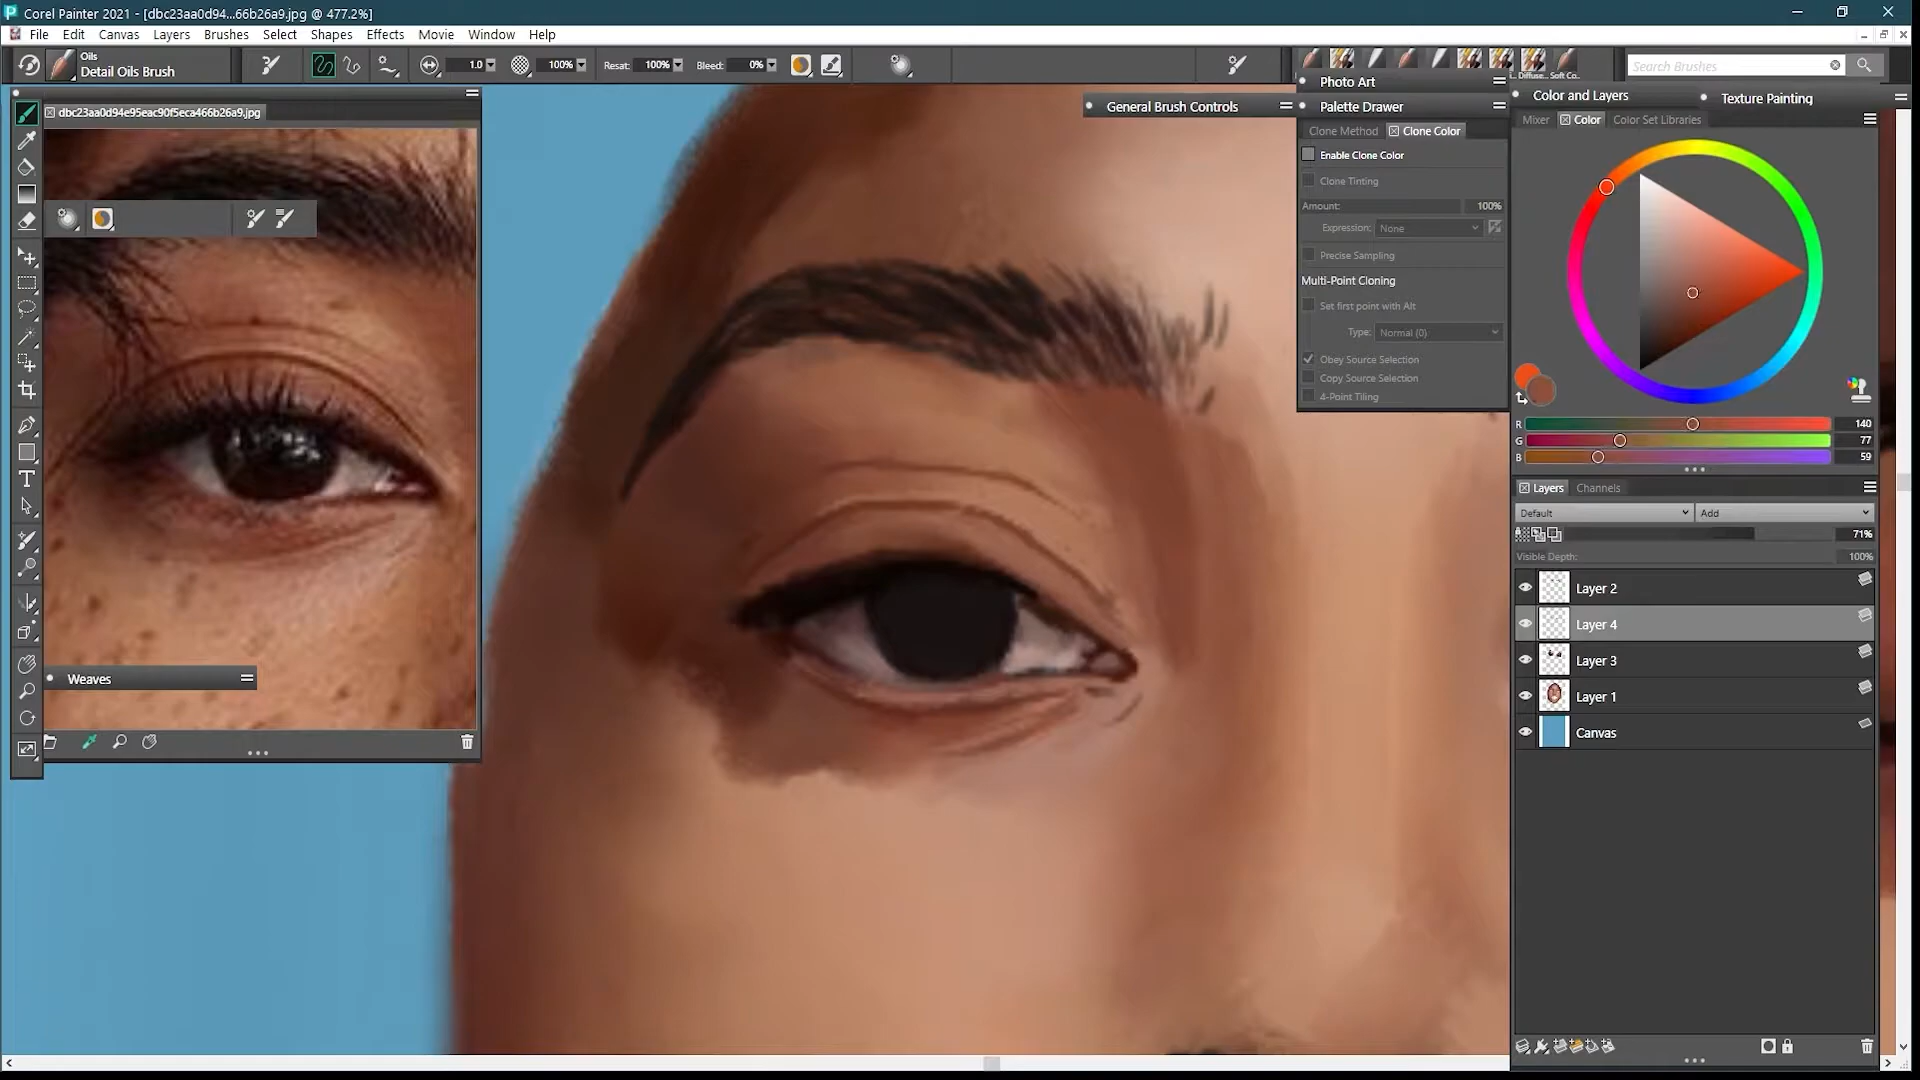 Corel Painter 2021 - [dbc23aa0d94...66b26a9.jpg @ 477.2%]
File Edit Canvas Layers Brushes Select Shapes Effects Movie Window Help
Oils
Detail Oils Brush
1.0
100%
Resat: 100%
Bleed: 0%
Diffuse... Soft Co...
Search Brushes
dbc23aa0d94e95eac90f5eca466b26a9.jpg
Weaves
General Brush Controls
Photo Art
Palette Drawer
Clone Method Clone Color
Enable Clone Color
Clone Tinting
Amount: 100%
Expression: None
Precise Sampling
Multi-Point Cloning
Set first point with Alt
Type: Normal (0)
Obey Source Selection
Copy Source Selection
4-Point Tiling
Color and Layers Texture Painting
Mixer Color Color Set Libraries
R 140
G 77
B 59
Layers Channels
Default Add
71%
Visible Depth: 100%
Layer 2
Layer 4
Layer 3
Layer 1
Canvas